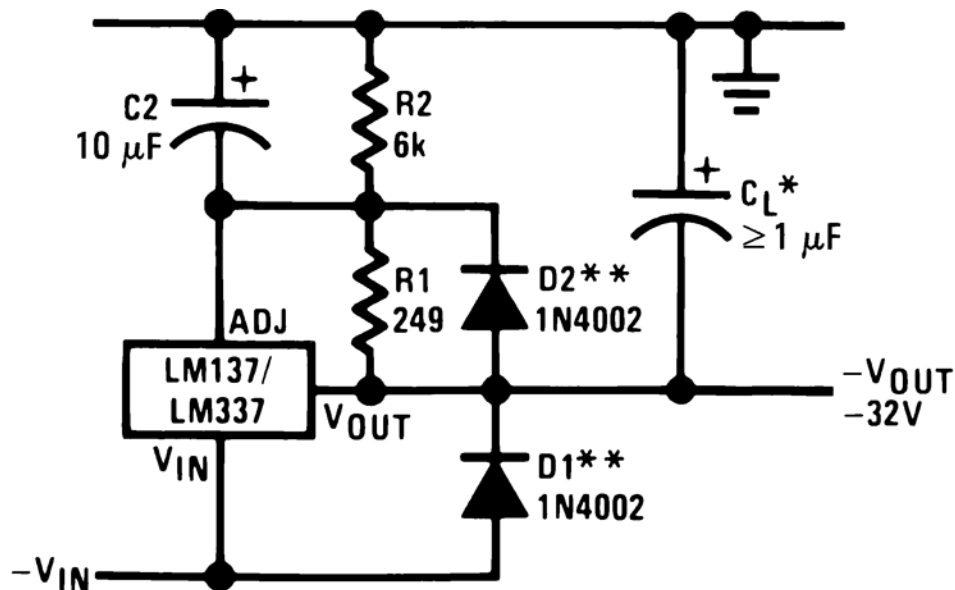 C2
10 μF
+
R2
6k
+
C_L*
≥ 1 μF
R1
249
D2**
1N4002
ADJ
LM137/
LM337
V_OUT
V_IN
-V_OUT
-32V
D1**
1N4002
-V_IN